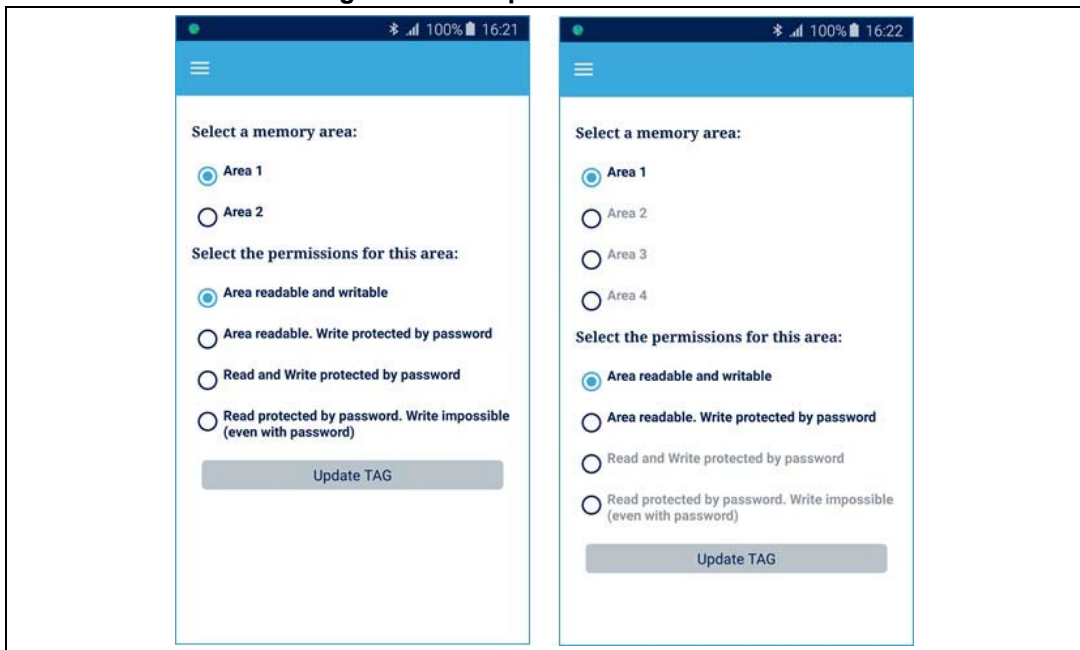 100% 16:21
Select a memory area:
Area 1
Area 2
Select the permissions for this area:
Area readable and writable
Area readable. Write protected by password
Read and Write protected by password
Read protected by password. Write impossible
(even with password)
Update TAG
100% 16:22
Select a memory area:
Area 1
Area 2
Area 3
Area 4
Select the permissions for this area:
Area readable and writable
Area readable. Write protected by password
Read and Write protected by password
Read protected by password. Write impossible
(even with password)
Update TAG